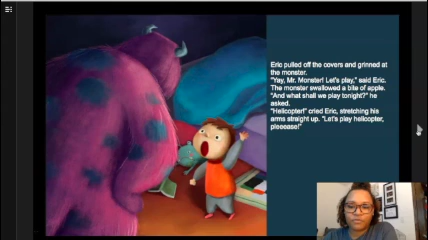 Eric pulled off the covers and grinned at
the monster.
"Yay, Mr. Monster! Let's play," said Eric.
The monster swallowed a bite of apple.
"And what shall we play tonight?" he
asked.
"Helicopter!" cried Eric, stretching his
arms straight up. "Let's play helicopter,
pleeease!"